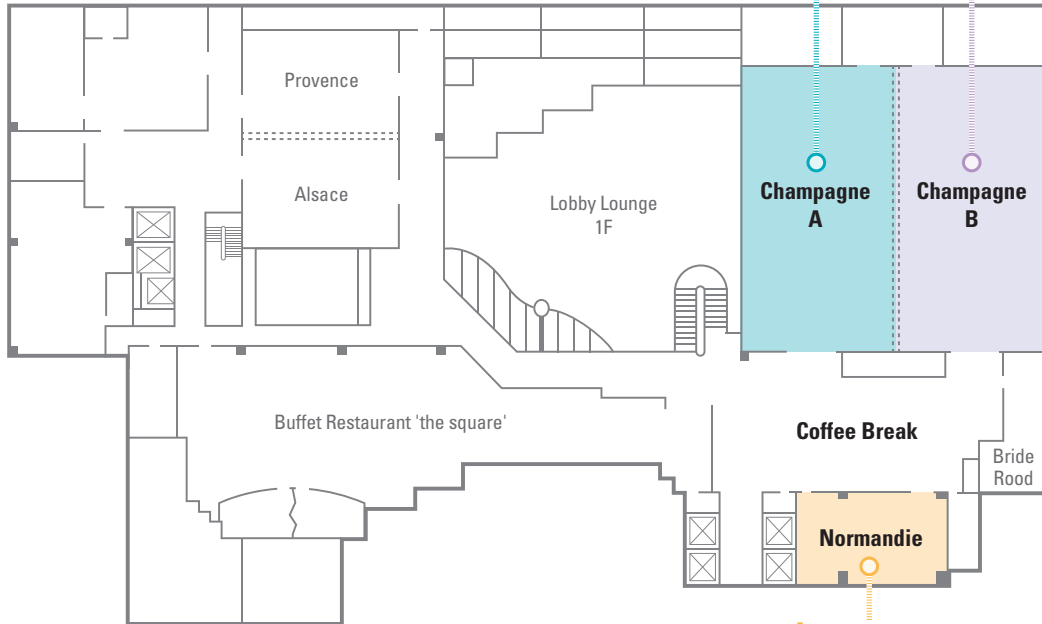 Provence
Alsace
Lobby Lounge
1F
Champagne
A
Champagne
B
Buffet Restaurant 'the square'
Coffee Break
Bride
Rood
Normandie